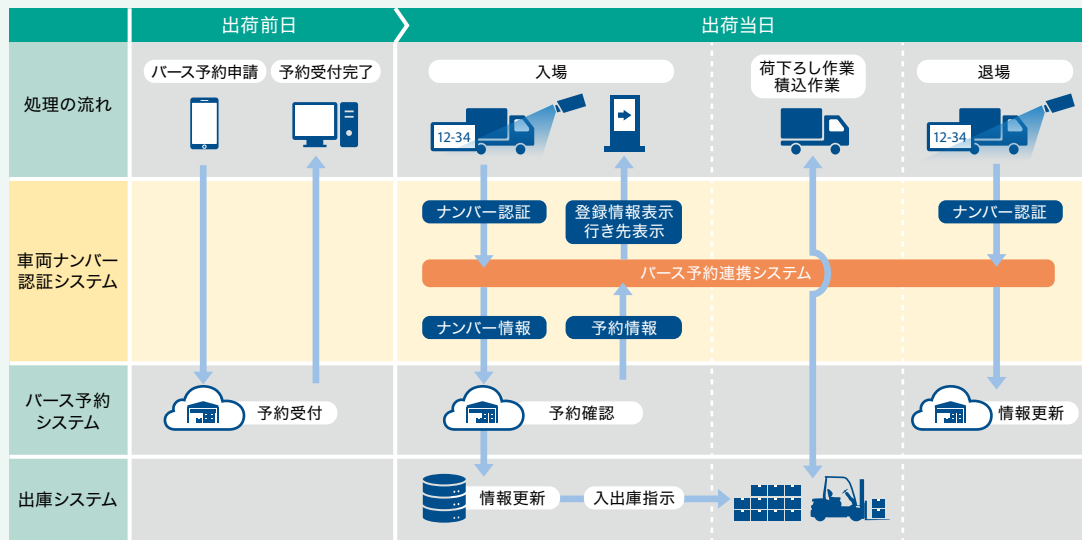 出荷前日
出荷当日
処理の流れ
バース予約申請
予約受付完了
入場
荷下ろし作業
積込作業
退場
12-34
12-34
車両ナンバー
認証システム
ナンバー認証
登録情報表示
行き先表示
ナンバー認証
バース予約連携システム
ナンバー情報
予約情報
バース予約
システム
予約受付
予約確認
情報更新
出庫システム
情報更新
入出庫指示